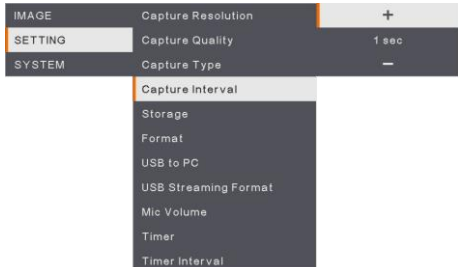 IMAGE
SETTING
SYSTEM
Capture Resolution
Capture Quality
Capture Type
Capture Interval
Storage
Format
USB to PC
USB Streaming Format
Mic Volume
Timer
Timer Interval
+
1 sec
−